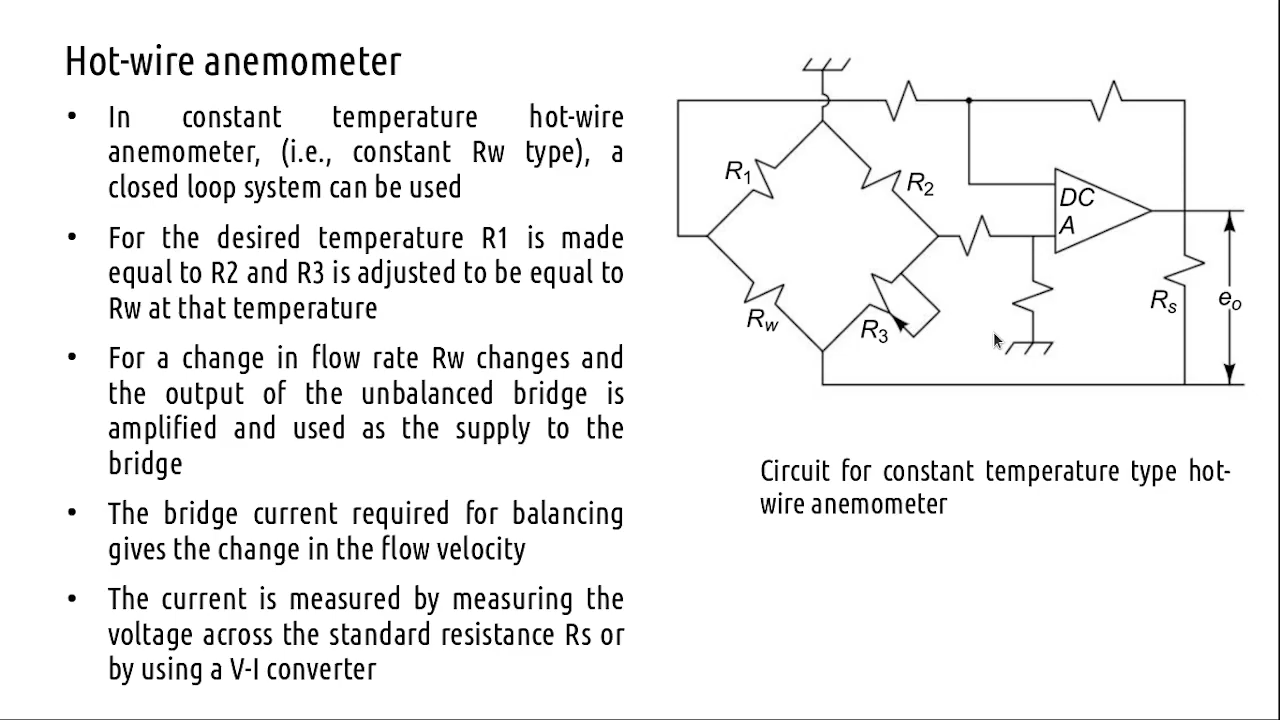 Hot-wire anemometer
• In constant temperature hot-wire
anemometer, (i.e., constant Rw type), a
closed loop system can be used
• For the desired temperature R1 is made
equal to R2 and R3 is adjusted to be equal to
Rw at that temperature
• For a change in flow rate Rw changes and
the output of the unbalanced bridge is
amplified and used as the supply to the
bridge
• The bridge current required for balancing
gives the change in the flow velocity
• The current is measured by measuring the
voltage across the standard resistance Rs or
by using a V-I converter
R1
R2
DC
A
Rw
R3
Rs
eo
Circuit for constant temperature type hot-
wire anemometer